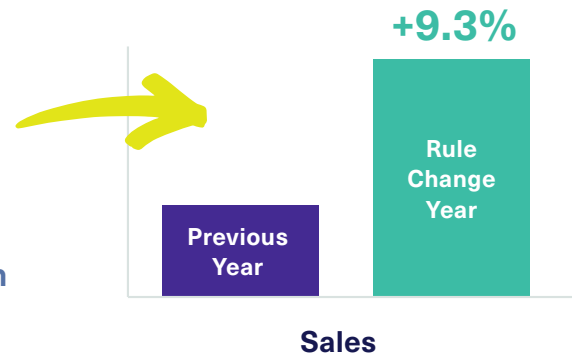 +9.3%
Rule
Change
Year
Previous
Year
n
Sales